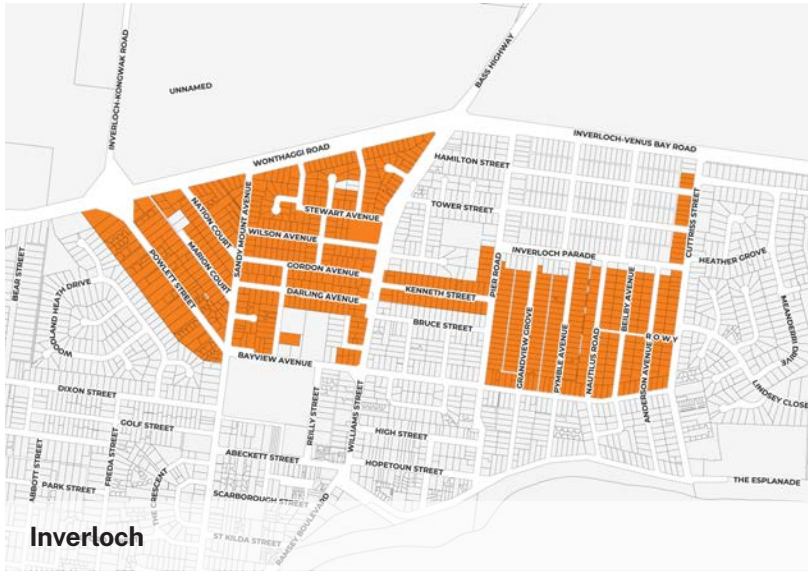 INVERLOCH-KONGWAK ROAD
BASS HIGHWAY
UNNAMED
INVERLOCH-VENUS BAY ROAD
WONTHAGGI ROAD
HAMILTON STREET
NATION COURT
SANDY MOUNT AVENUE
STEWART AVENUE
TOWER STREET
CUTTRISS STREET
MARION COURT
WILSON AVENUE
INVERLOCH PARADE
HEATHER GROVE
POWLETT STREET
GORDON AVENUE
PIER ROAD
BEAR STREET
OLAND HEATH DRIVE
WOO
DARLING AVENUE
KENNETH STREET
BEILBY AVENUE
MEANDERRI DRIVE
BRUCE STREET
GRANDVIEW GROVE
PYMBLE AVENUE
NAUTILUS ROAD
ROWY
ANDERSON AVENUE
BAYVIEW AVENUE
LINDSEY CLOSE
DIXON STREET
GOLF STREET
REILLY STREET
WILLIAMS STREET
HIGH STREET
FREDA STREET
ABECKETT STREET
HOPETOUN STREET
ABBOTT STREET
PARK STREET
THE CRESCENT
SCARBOROUGH STREET
THE ESPLANADE
RAMSEY BOULEVARD
ST KILDA STREET
Inverloch